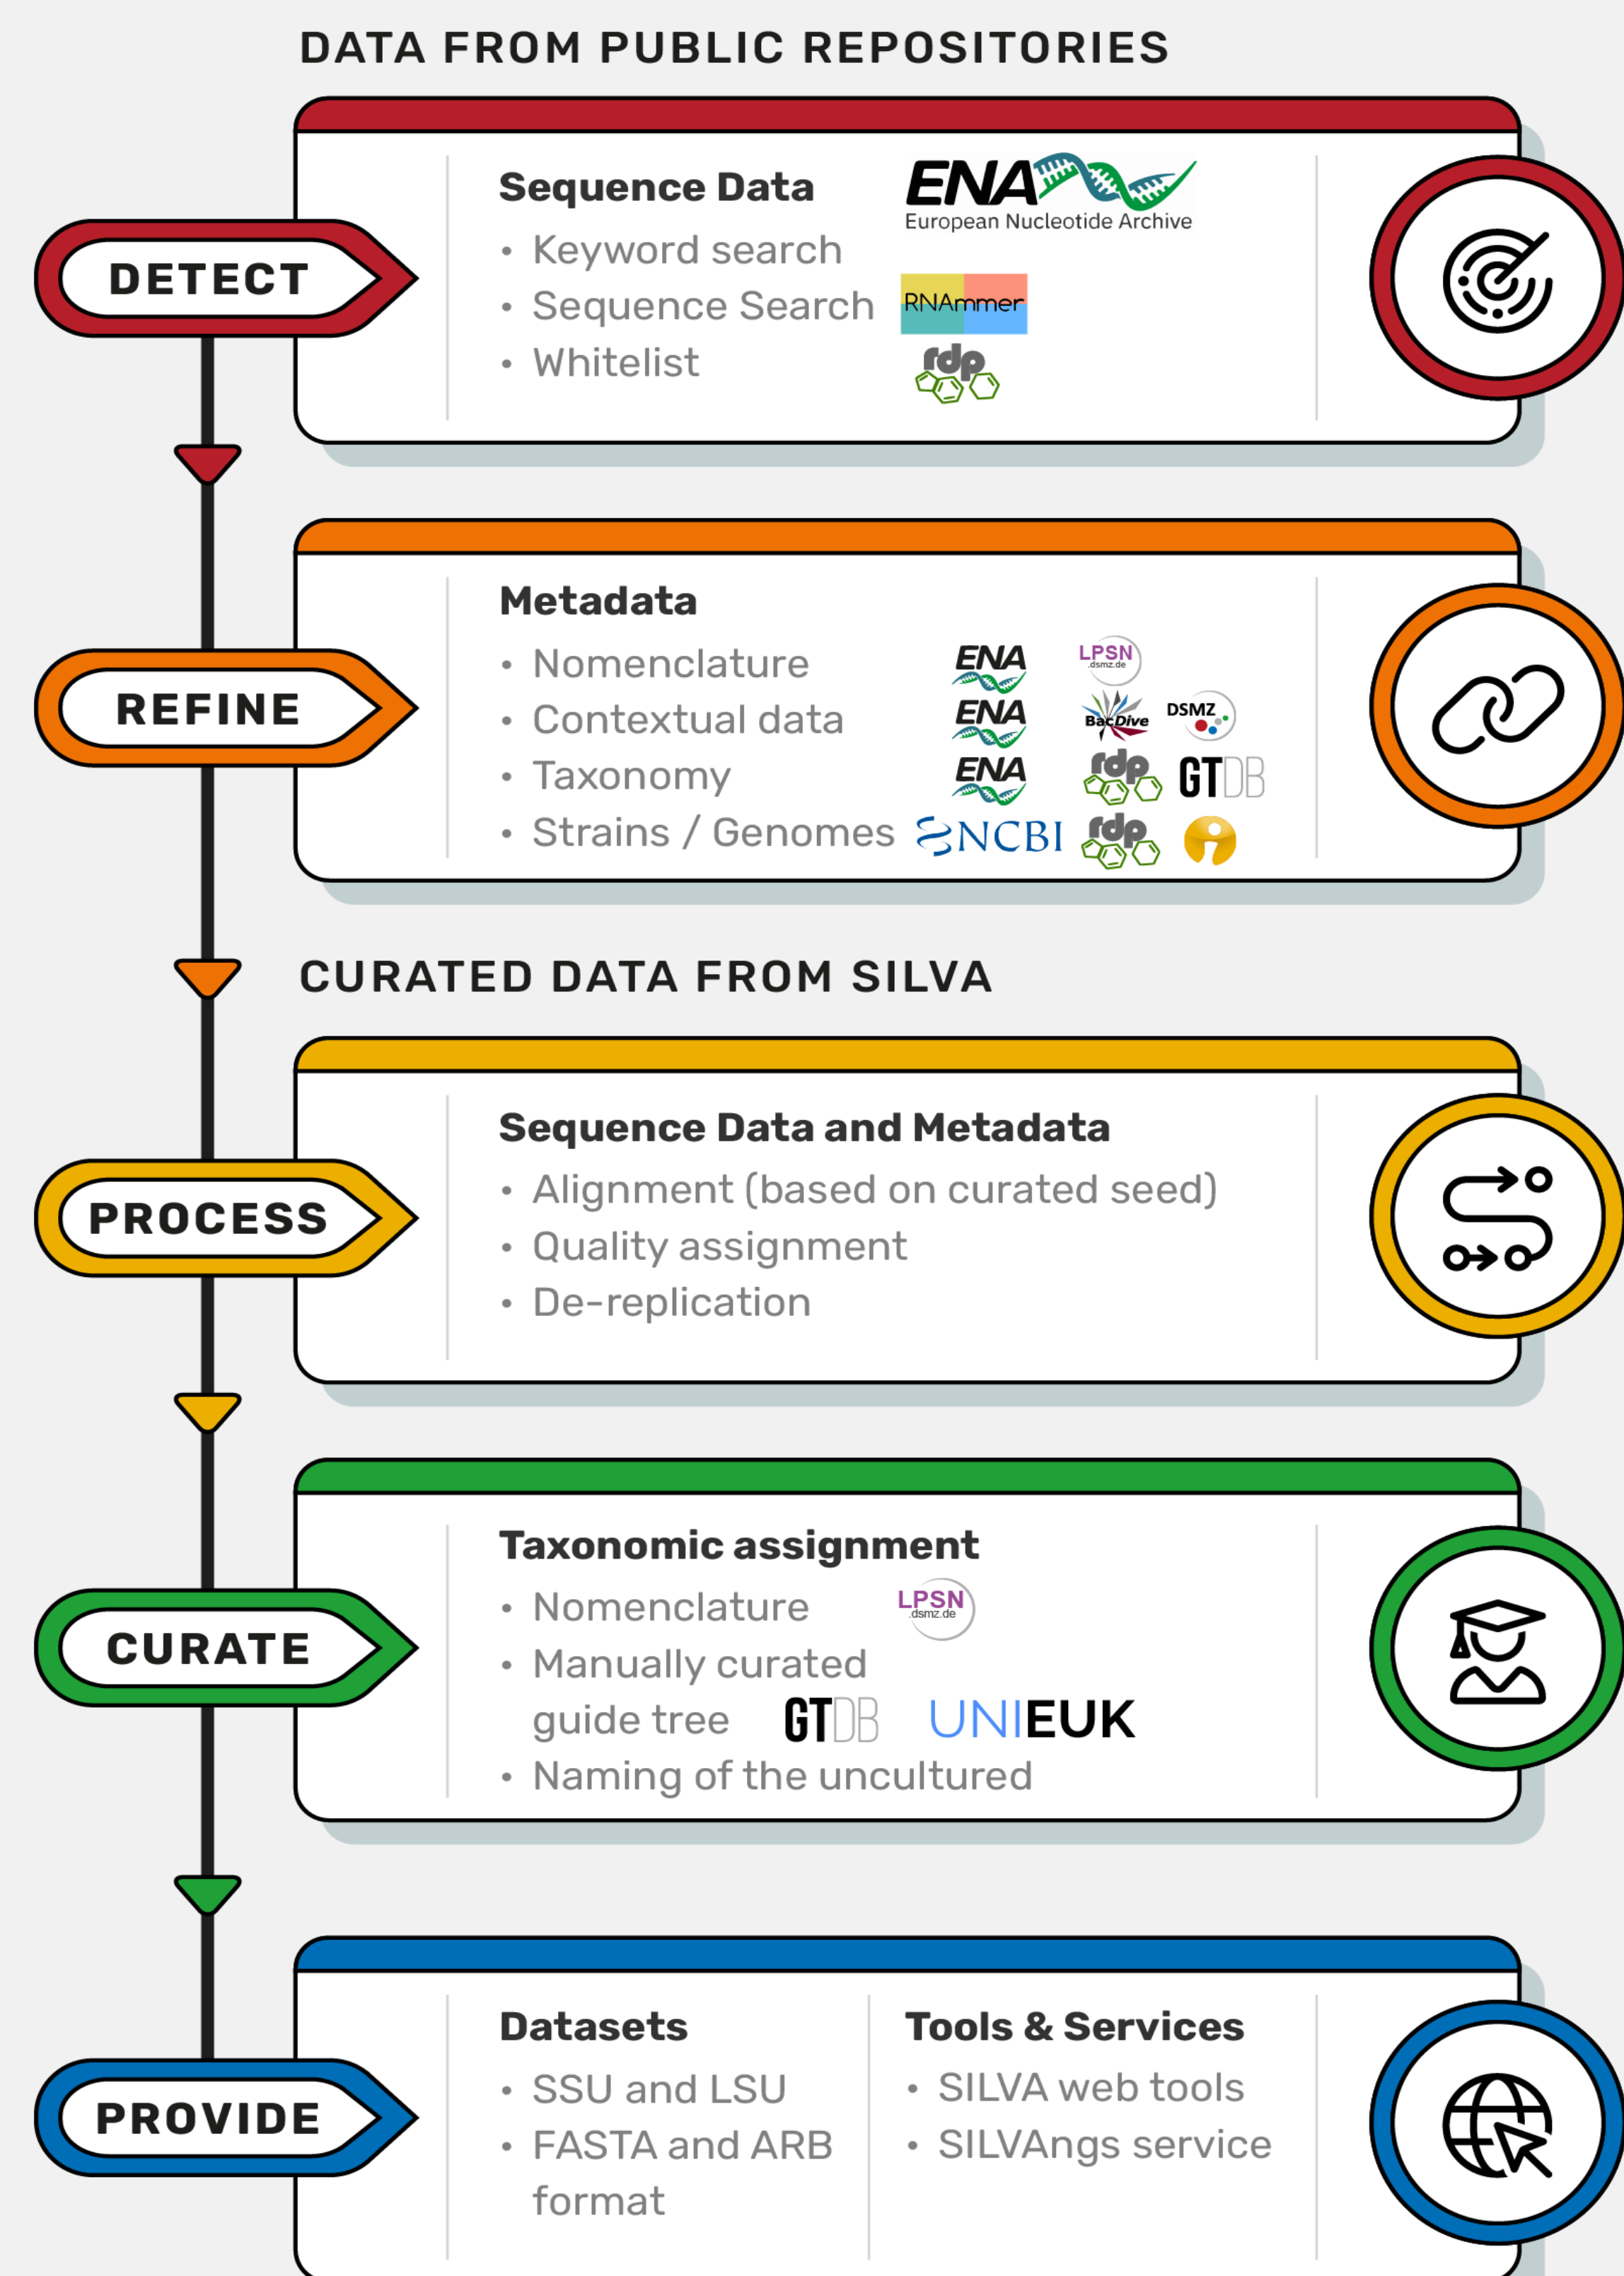 DATA FROM PUBLIC REPOSITORIES
DETECT
Sequence Data
ENA
European Nucleotide Archive
• Keyword search
• Sequence Search
RNAmmer
• Whitelist
rdp
REFINE
Metadata
• Nomenclature
ENA
LPSN
.dsmz.de
• Contextual data
ENA
BacDive
DSMZ
• Taxonomy
ENA
rdp
GTDB
• Strains / Genomes
NCBI
rdp
CURATED DATA FROM SILVA
PROCESS
Sequence Data and Metadata
• Alignment (based on curated seed)
• Quality assignment
• De-replication
CURATE
Taxonomic assignment
• Nomenclature
LPSN
.dsmz.de
• Manually curated
guide tree
GTDB
UNIEUK
• Naming of the uncultured
PROVIDE
Datasets
• SSU and LSU
• FASTA and ARB
format
Tools & Services
• SILVA web tools
• SILVAngs service